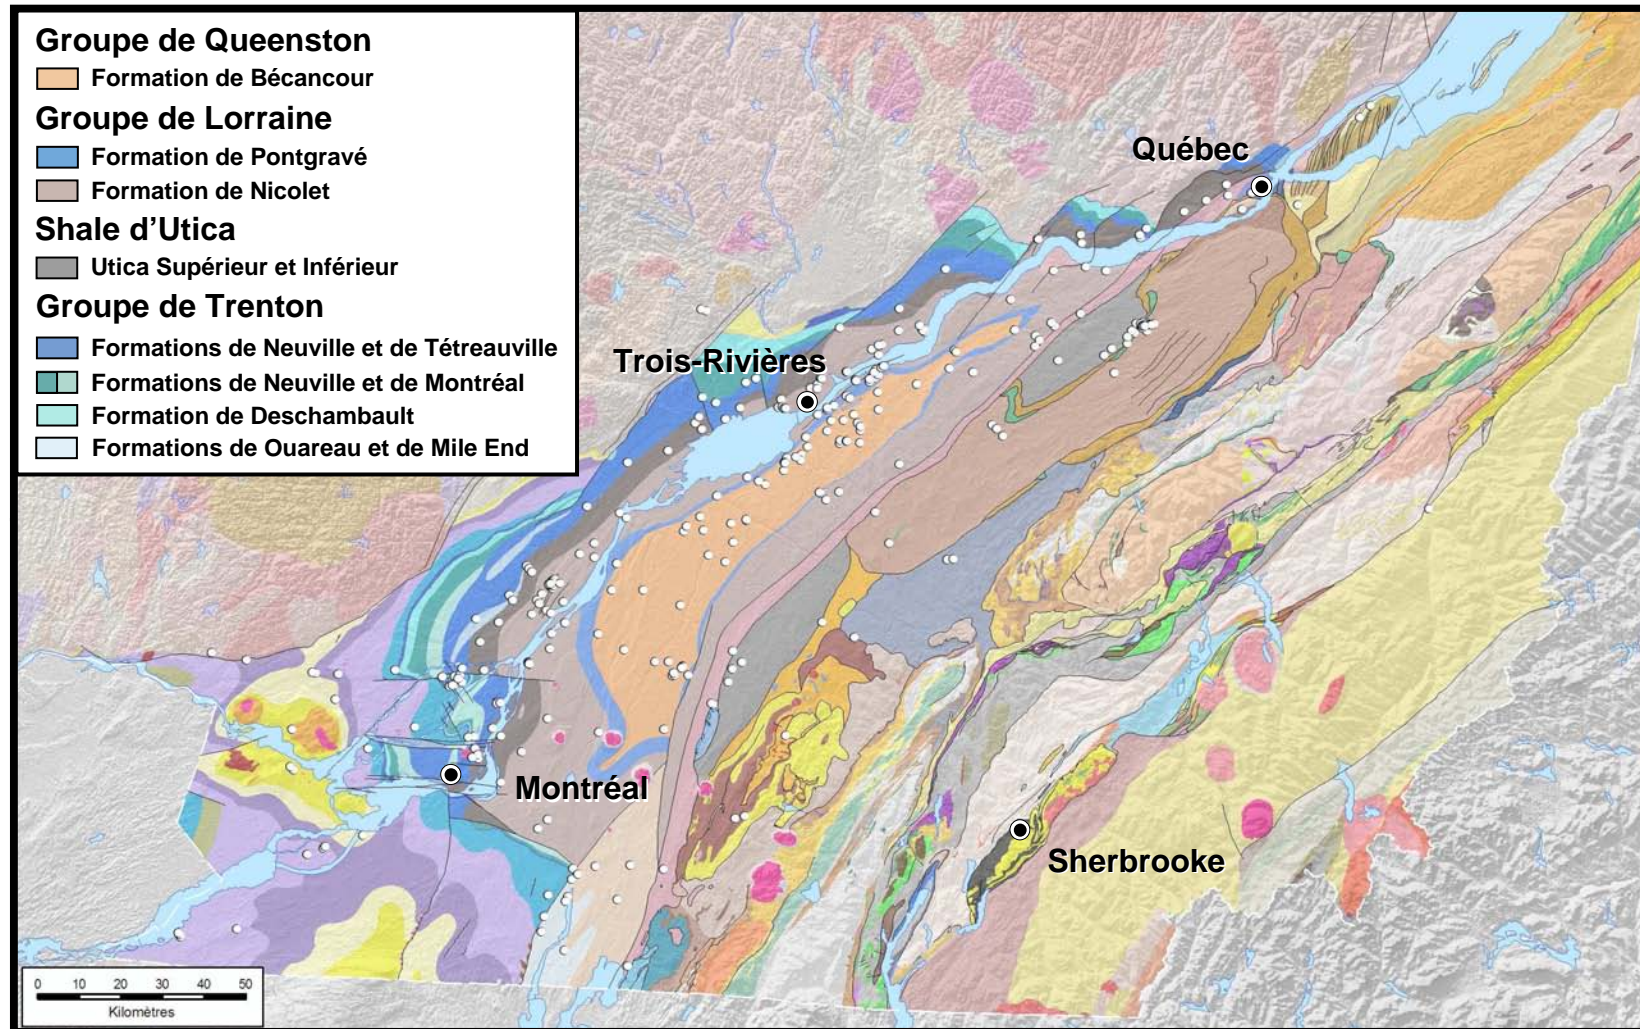 Groupe de Queenston
Formation de Bécancour
Groupe de Lorraine
Formation de Pontgravé
Formation de Nicolet
Shale d'Utica
Utica Supérieur et Inférieur
Groupe de Trenton
Formations de Neuville et de Tétreauville
Formations de Neuville et de Montréal
Formation de Deschambault
Formations de Ouareau et de Mile End
Québec
Trois-Rivières
Montréal
Sherbrooke
0 10 20 30 40 50
Kilomètres